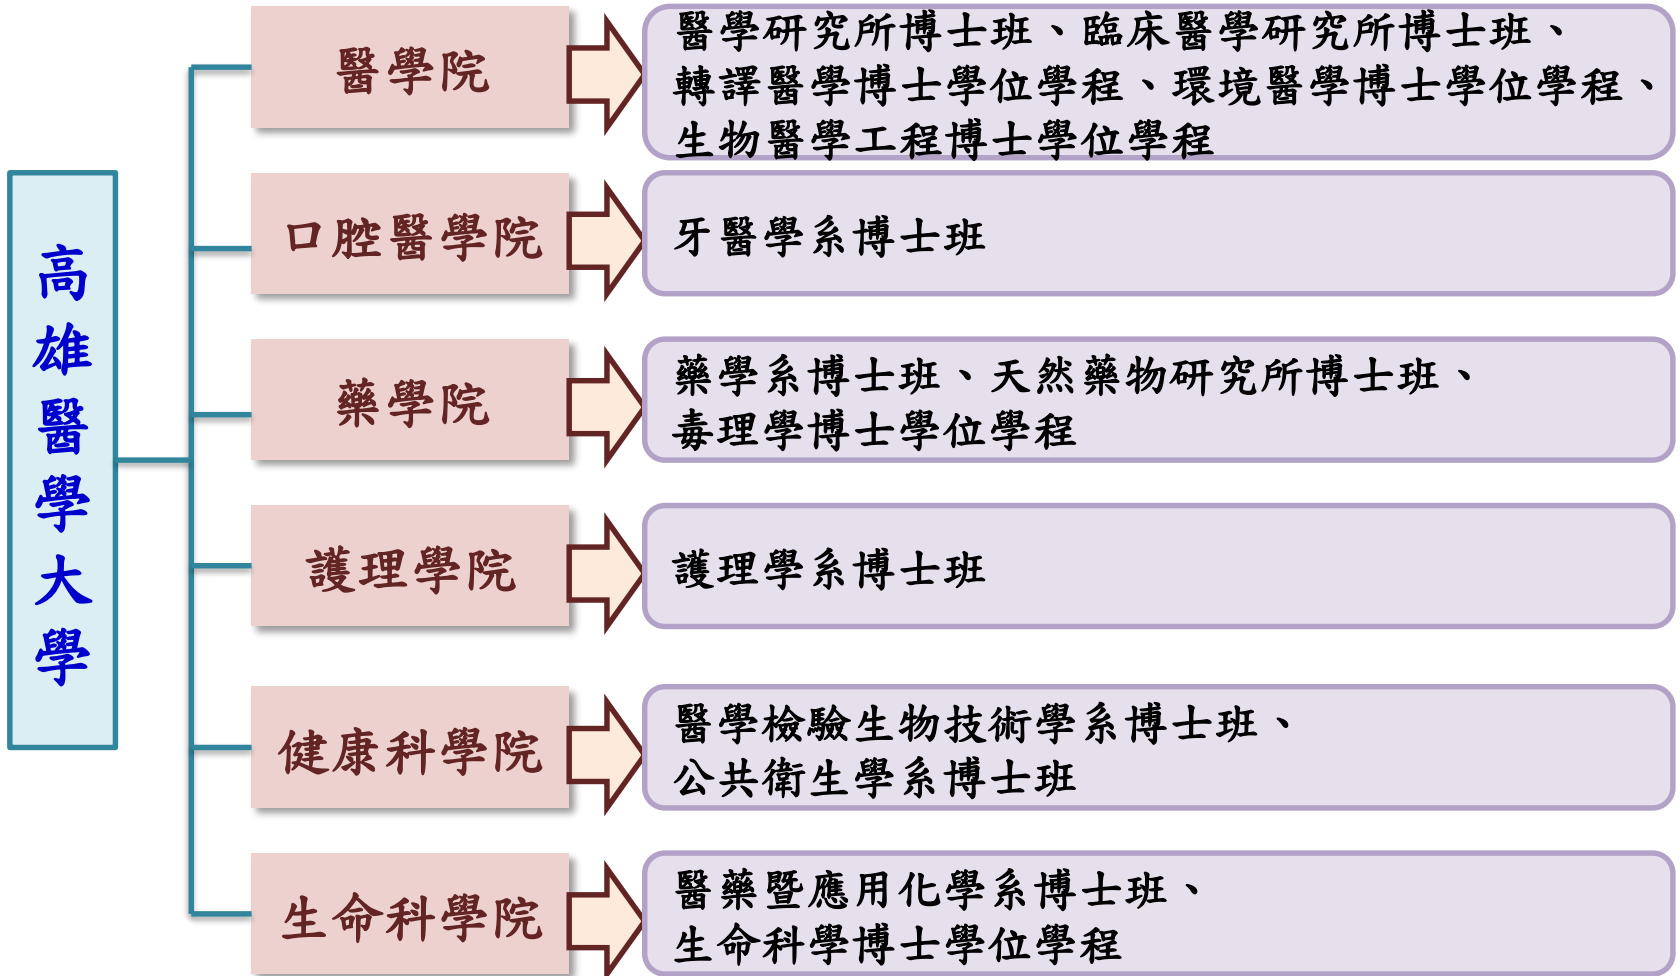 高雄醫學大學
醫學院
醫學研究所博士班、臨床醫學研究所博士班、
轉譯醫學博士學位學程、環境醫學博士學位學程、
生物醫學工程博士學位學程
口腔醫學院
牙醫學系博士班
藥學院
藥學系博士班、天然藥物研究所博士班、
毒理學博士學位學程
護理學院
護理學系博士班
健康科學院
醫學檢驗生物技術學系博士班、
公共衛生學系博士班
生命科學院
醫藥暨應用化學系博士班、
生命科學博士學位學程